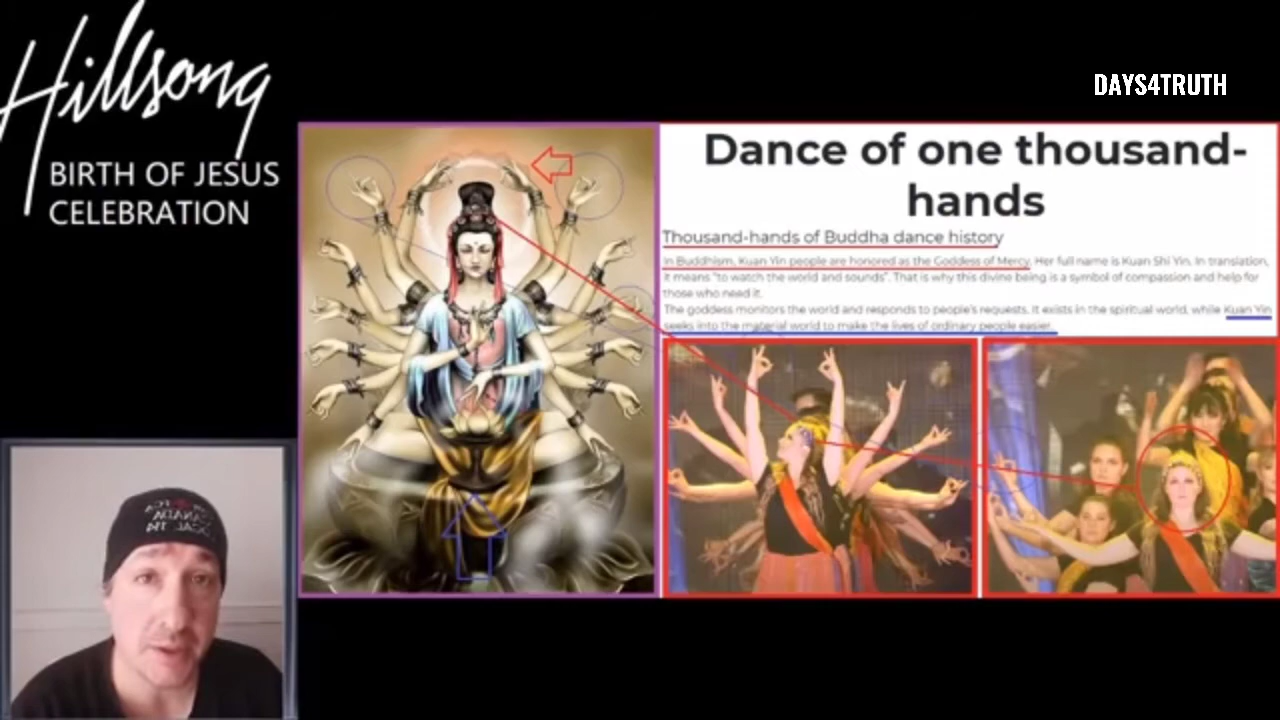 Hillsong
BIRTH OF JESUS
CELEBRATION
DAYS4TRUTH
Dance of one thousand-
hands
Thousand-hands of Buddha dance history
In Buddhism, Kuan Yin people are honored as the Goddess of Mercy. Her full name is Kuan Shi Yin. In translation,
it means "to watch the world and sounds". That is why this divine being is a symbol of compassion and help for
those who need it.
The goddess monitors the world and responds to people's requests. It exists in the spiritual world, while Kuan Yin
seeks into the material world to make the lives of ordinary people easier.